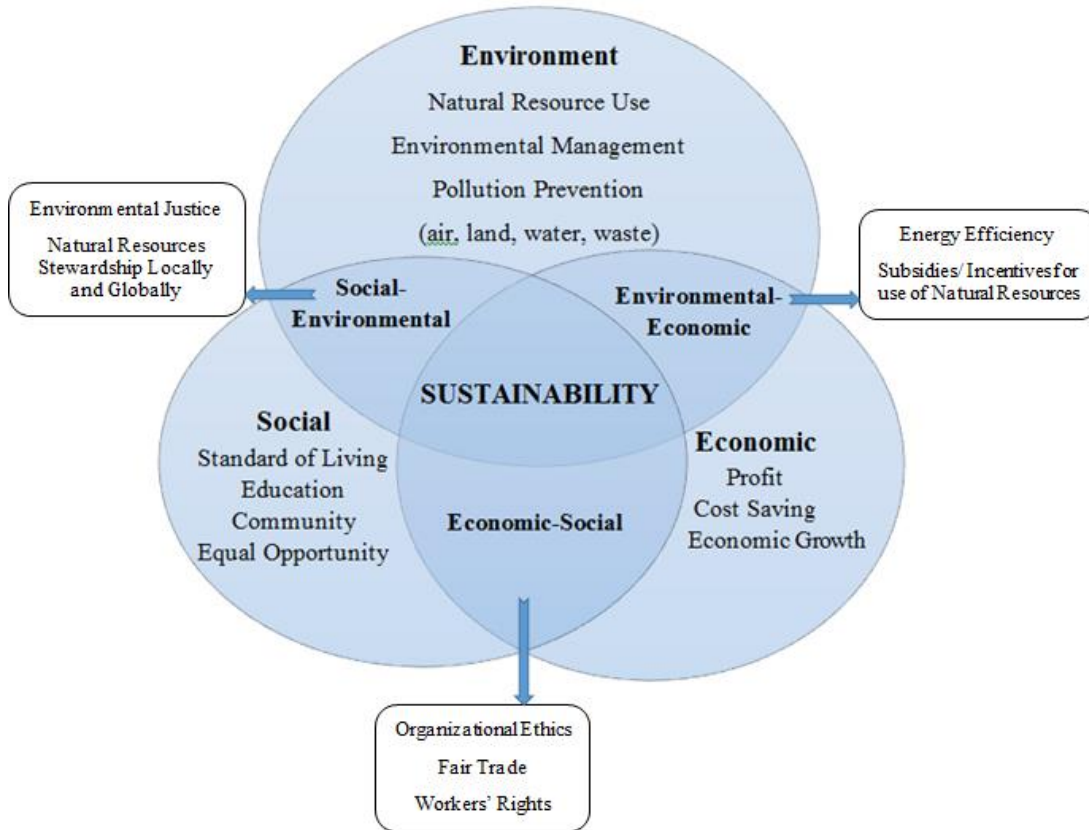 Environment
Natural Resource Use
Environmental Management
Pollution Prevention
(air, land, water, waste)
Environmental Justice
Natural Resources
Stewardship Locally
and Globally
Energy Efficiency
Subsidies/ Incentives for
use of Natural Resources
Social-
Environmental
Environmental-
Economic
SUSTAINABILITY
Social
Standard of Living
Education
Community
Equal Opportunity
Economic
Profit
Cost Saving
Economic Growth
Economic-Social
Organizational Ethics
Fair Trade
Workers’ Rights